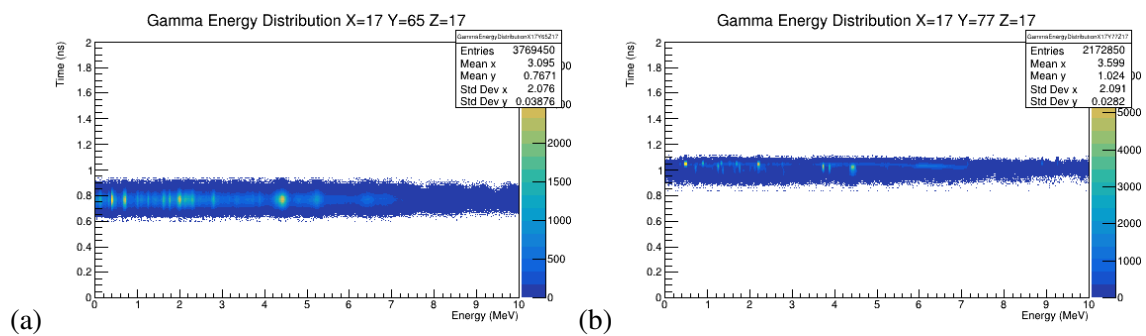 Gamma Energy Distribution X=17 Y=65 Z=17
GammaEnergyDistributionX17Y65Z17
Entries 3769450
Mean x 3.095
Mean y 0.7671
Std Dev x 2.076
Std Dev y 0.03876
Time (ns)
2
1.8
1.6
1.4
1.2
1
0.8
0.6
0.4
0.2
0
0 1 2 3 4 5 6 7 8 9 10
Energy (MeV)
2000
1500
1000
500
0
(a)
Gamma Energy Distribution X=17 Y=77 Z=17
GammaEnergyDistributionX17Y77Z17
Entries 2172850
Mean x 3.599
Mean y 1.024
Std Dev x 2.091
Std Dev y 0.0282
Time (ns)
2
1.8
1.6
1.4
1.2
1
0.8
0.6
0.4
0.2
0
0 1 2 3 4 5 6 7 8 9 10
Energy (MeV)
5000
4000
3000
2000
1000
0
(b)